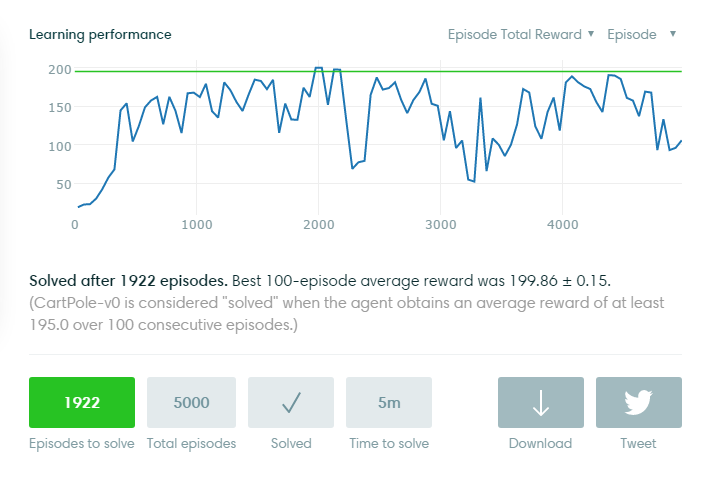 Learning performance
Episode Total Reward ▼ Episode ▼
200
150
100
50
0 1000 2000 3000 4000
Solved after 1922 episodes. Best 100-episode average reward was 199.86 ± 0.15.
(CartPole-v0 is considered "solved" when the agent obtains an average reward of at least
195.0 over 100 consecutive episodes.)
1922 5000 5m
Episodes to solve Total episodes Solved Time to solve Download Tweet